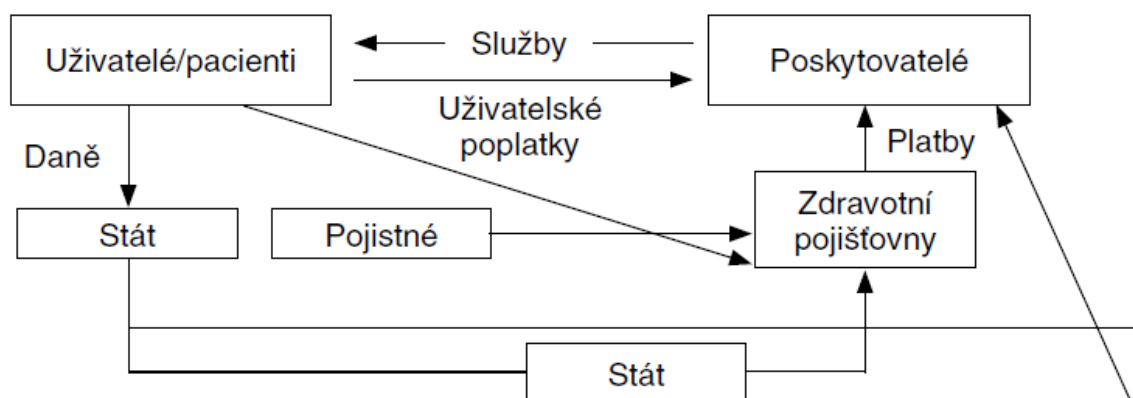 Uživatelé/pacienti
Služby
Poskytovatelé
Uživatelské
poplatky
Daně
Platby
Stát
Pojistné
Zdravotní
pojišťovny
Stát